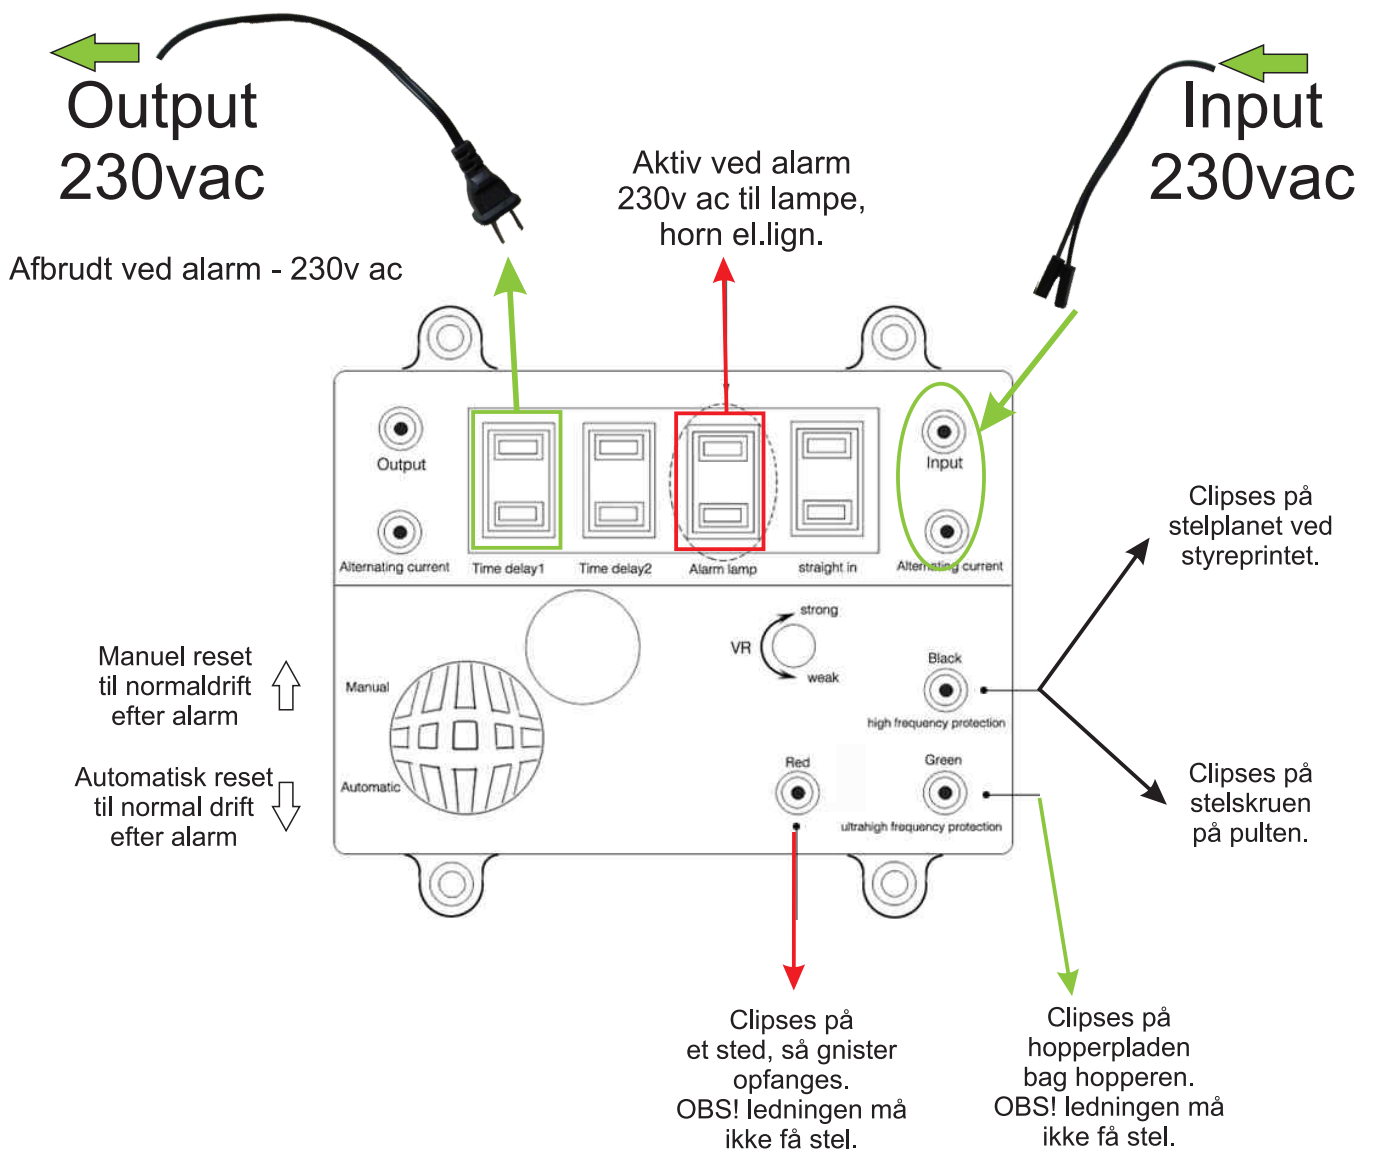 Output
230vac
Afbrudt ved alarm - 230v ac
Aktiv ved alarm
230v ac til lampe,
horn el.lign.
Input
230vac
Output
Input
Alternating current
Time delay1
Time delay2
Alarm lamp
straight in
Alternating current
Clipses på
stelplanet ved
styreprintet.
strong
VR
weak
Manuel reset
til normaldrift
efter alarm
Manual
Black
high frequency protection
Automatisk reset
til normal drift
efter alarm
Automatic
Red
Green
ultrahigh frequency protection
Clipses på
stelskruen
på pulten.
Clipses på
et sted, så gnister
opfanges.
OBS! ledningen må
ikke få stel.
Clipses på
hopperpladen
bag hopperen.
OBS! ledningen må
ikke få stel.